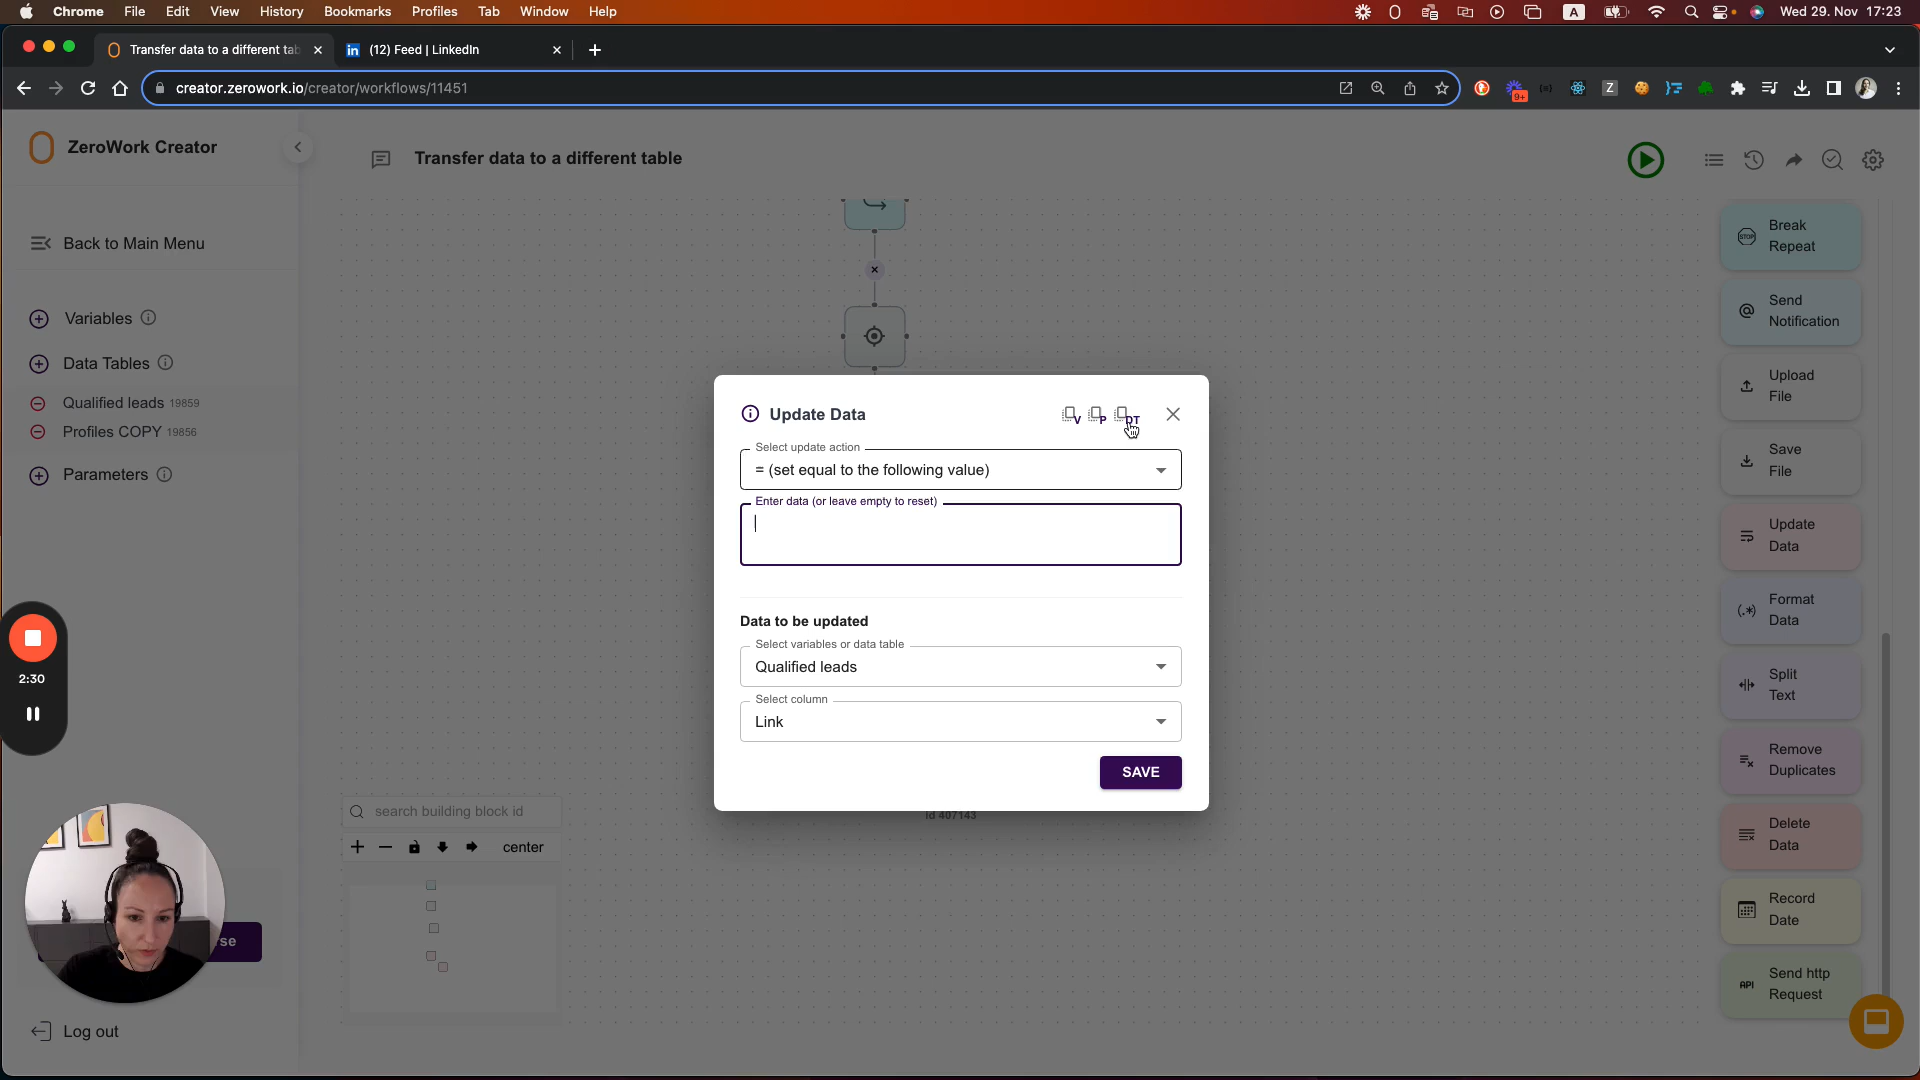 Chrome File Edit View History Bookmarks Profiles Tab Window Help
A
Wed 29. Nov 17:23
Transfer data to a different tab
(12) Feed | LinkedIn
creator.zerowork.io/creator/workflows/11451
9+
Z
ZeroWork Creator
Transfer data to a different table
Back to Main Menu
Variables
Data Tables
Qualified leads 19859
Profiles COPY 19856
Parameters
2:30
Update Data
V
P
DT
Select update action
= (set equal to the following value)
Enter data (or leave empty to reset)
Data to be updated
Select variables or data table
Qualified leads
Select column
Link
SAVE
id 407143
search building block id
center
Log out
STOP
Break
Repeat
Send
Notification
Upload
File
Save
File
Update
Data
Format
Data
Split
Text
Remove
Duplicates
Delete
Data
Record
Date
API
Send http
Request